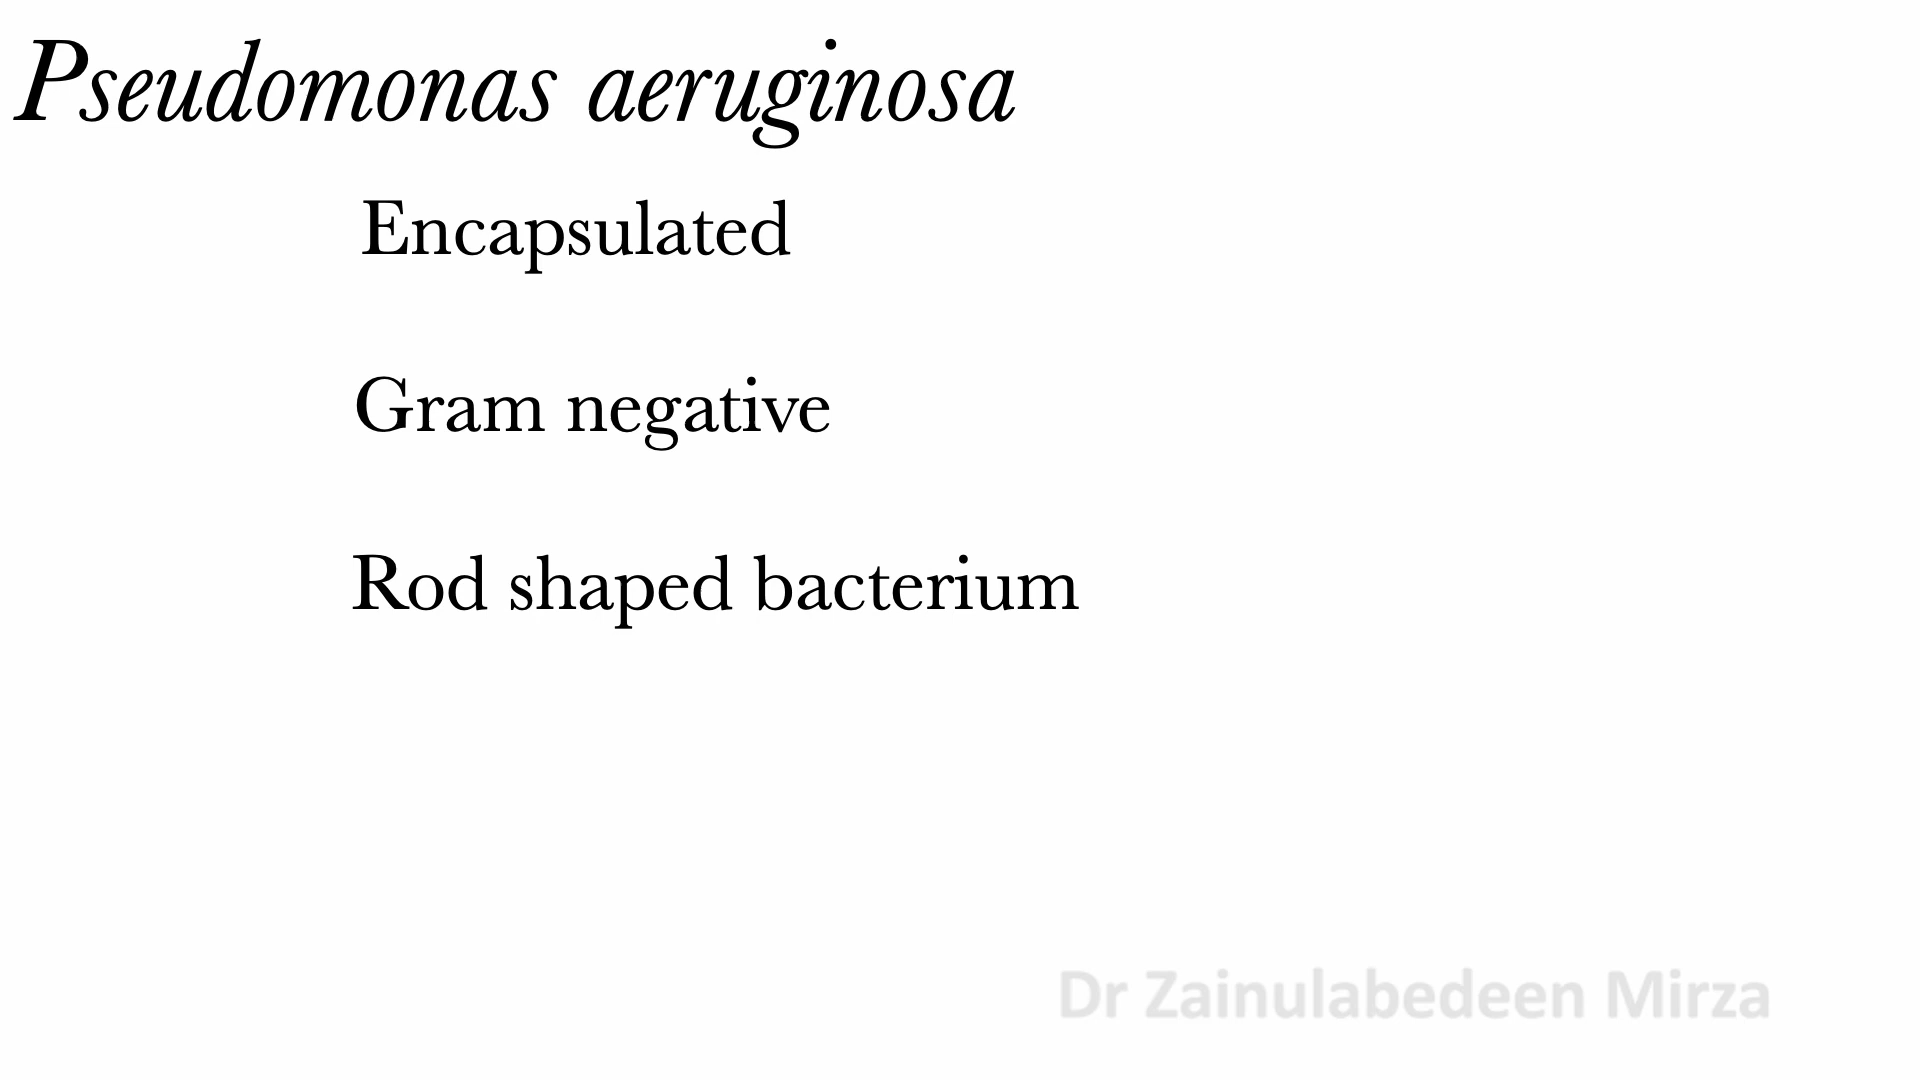 Pseudomonas aeruginosa
Encapsulated
Gram negative
Rod shaped bacterium
Dr Zainulabedeen Mirza